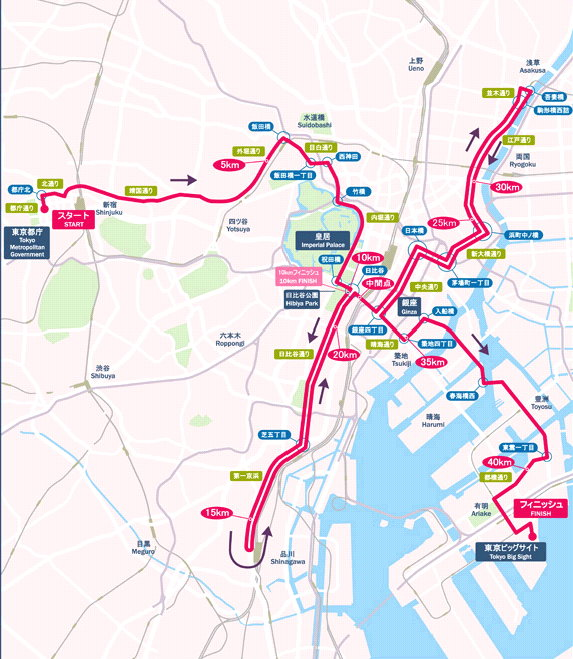 浅草
Asakusa
上野
Ueno
並木通り
吾妻橋
駒形橋西詰
水道橋
Suidobashi
飯田橋
江戸通り
外堀通り
目白通り
西神田
両国
Ryogoku
5km
飯田橋一丁目
北通り
都庁北
靖国通り
竹橋
30km
都庁通り
スタート
START
新宿
Shinjuku
四ツ谷
Yotsuya
内堀通り
25km
日本橋
浜町中ノ橋
東京都庁
Tokyo
Metropolitan
Government
皇居
Imperial Palace
新大橋通り
祝田橋
10km
日比谷
10kmフィニッシュ
10km FINISH
中間点
茅場町一丁目
中央通り
日比谷公園
Hibiya Park
銀座
Ginza
入船橋
銀座四丁目
六本木
Roppongi
晴海通り
築地四丁目
20km
日比谷通り
築地
Tsukiji
35km
渋谷
Shibuya
春海橋西
豊洲
Toyosu
晴海
Harumi
芝五丁目
東雲一丁目
40km
第一京浜
都橋通り
15km
有明
Ariake
フィニッシュ
FINISH
目黒
Meguro
品川
Shinagawa
東京ビッグサイト
Tokyo Big Sight